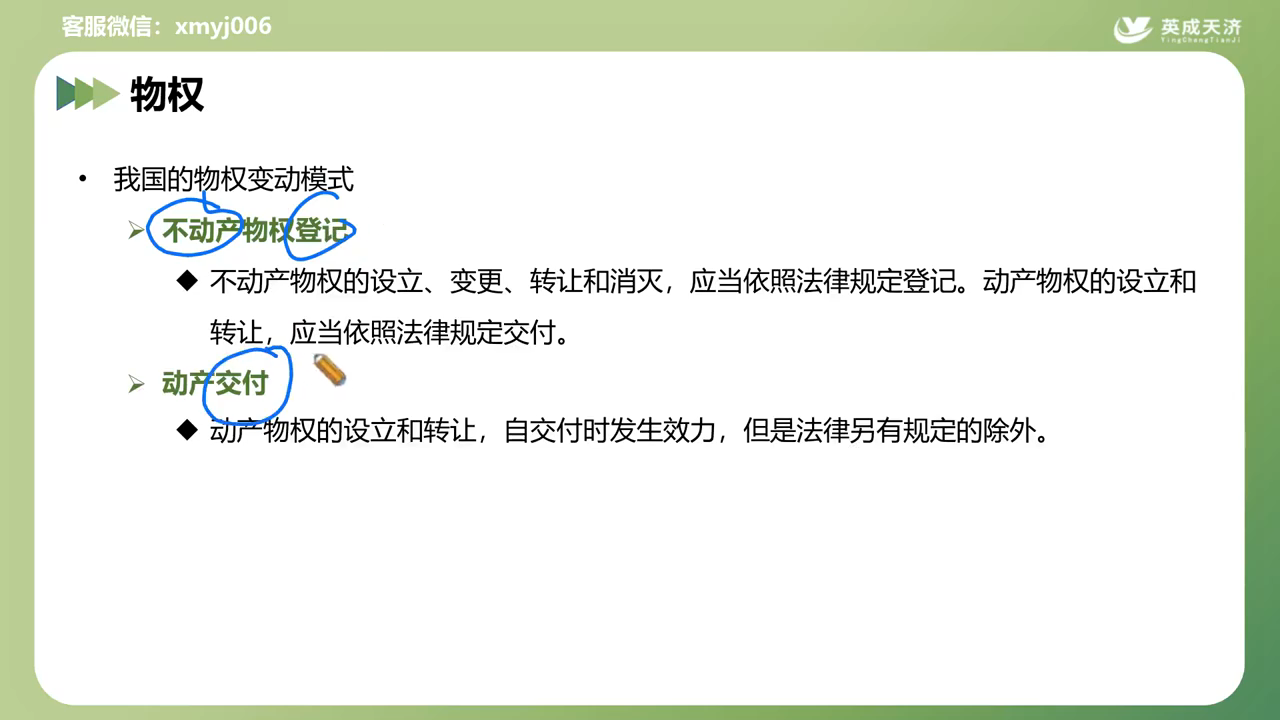 客服微信：xmyj006
英成天济
YingChengTianJi
物权
• 我国的物权变动模式
不动产物权登记
不动产物权的设立、变更、转让和消灭，应当依照法律规定登记。动产物权的设立和
转让，应当依照法律规定交付。
动产交付
动产物权的设立和转让，自交付时发生效力，但是法律另有规定的除外。